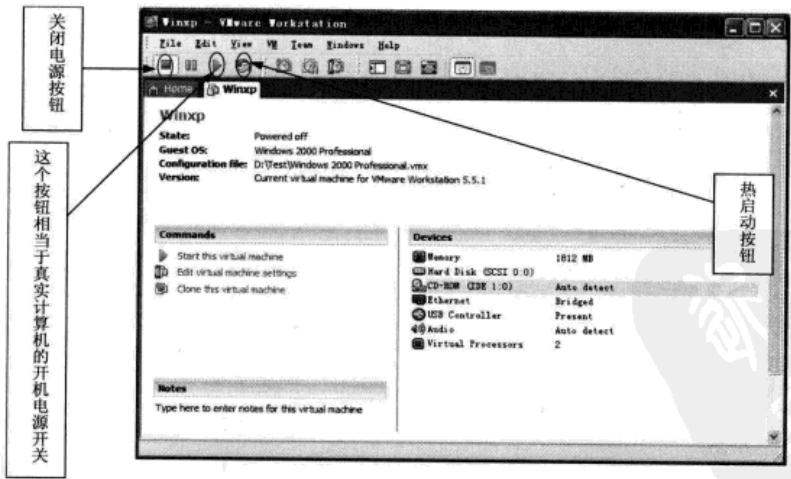 关闭电源按钮
这个按钮相当于真实计算机的开机电源开关
热启动按钮
Winxp - VMware Workstation
File Edit View VM Team Windows Help
Home Winxp
Winxp
State: Powered off
Guest OS: Windows 2000 Professional
Configuration file: D:\Test\Windows 2000 Professional.vmx
Version: Current virtual machine for VMware Workstation 5.5.1
Commands
Start this virtual machine
Edit virtual machine settings
Clone this virtual machine
Notes
Type here to enter notes for this virtual machine
Devices
Memory 1812 MB
Hard Disk (SCSI 0:0)
CD-ROM (IDE 1:0) Auto detect
Ethernet Bridged
USB Controller Present
Audio Auto detect
Virtual Processors 2